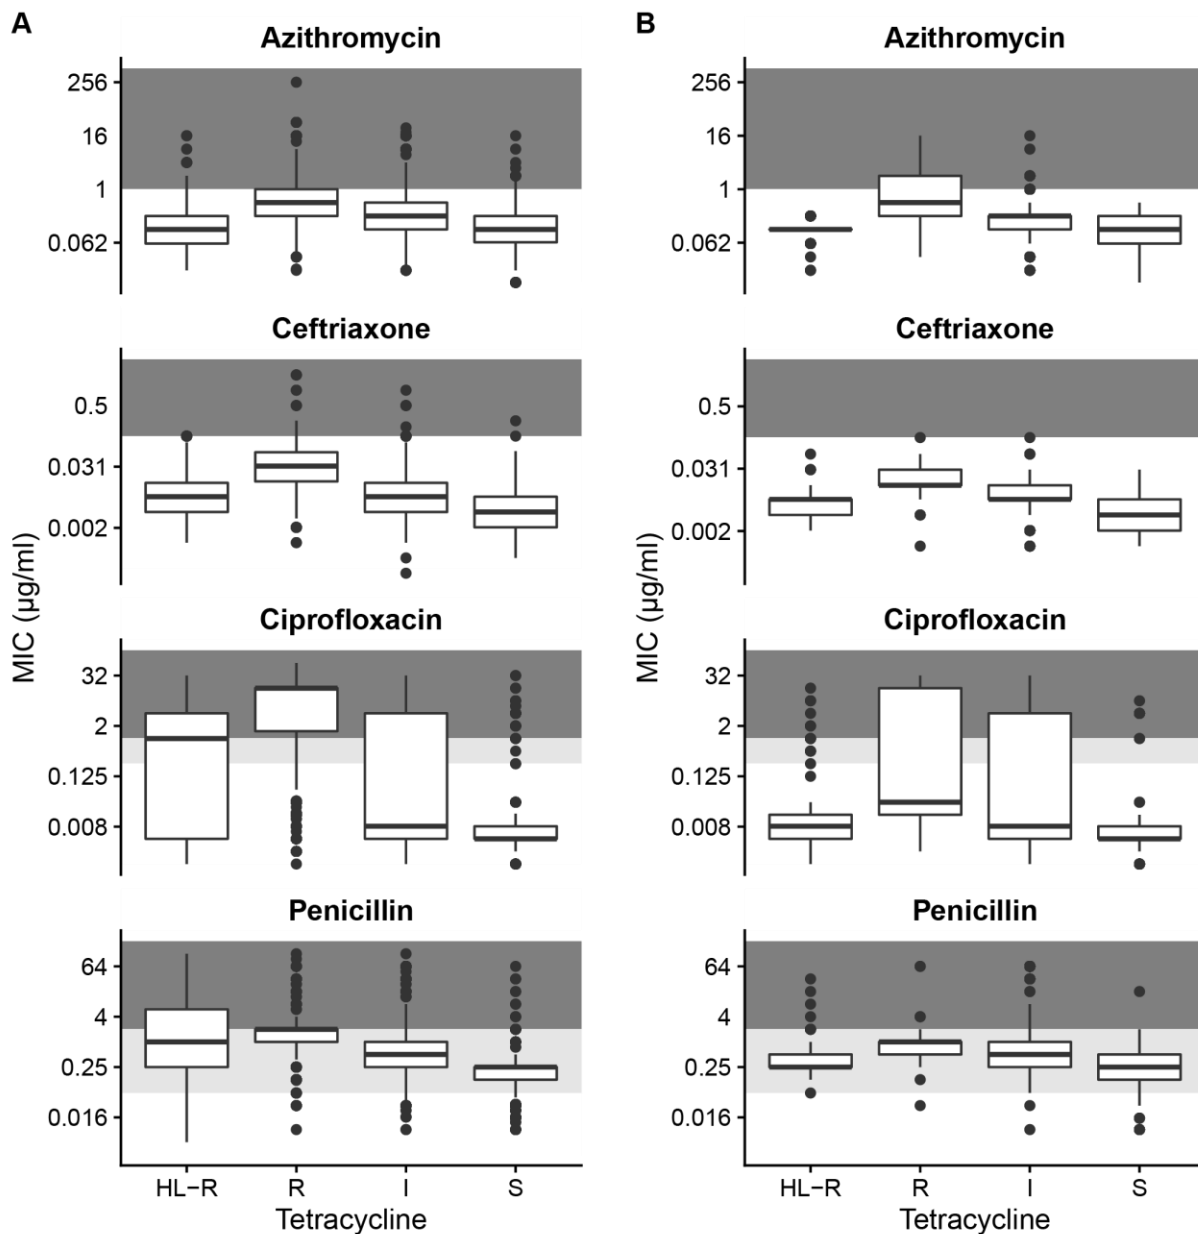 A
Azithromycin
256
16
1
0.062
Ceftriaxone
0.5
0.031
0.002
Ciprofloxacin
32
2
0.125
0.008
Penicillin
64
4
0.25
0.016
MIC (µg/ml)
HL−R R I S
Tetracycline
B
Azithromycin
256
16
1
0.062
Ceftriaxone
0.5
0.031
0.002
Ciprofloxacin
32
2
0.125
0.008
Penicillin
64
4
0.25
0.016
MIC (µg/ml)
HL−R R I S
Tetracycline